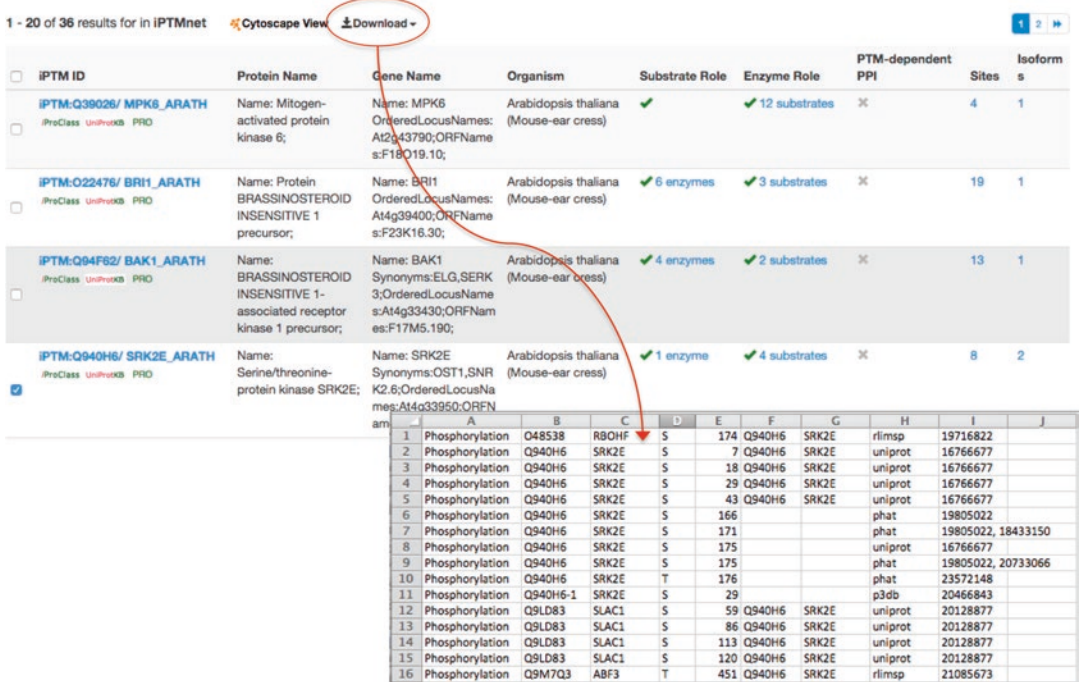 1 - 20 of 36 results for in iPTMnet Cytoscape View Download
1 2
iPTM ID Protein Name Gene Name Organism Substrate Role Enzyme Role PTM-dependent PPI Sites Isoforms
iPTM:Q39026/ MPK6_ARATH
iProClass UniProtKB PRO
Name: Mitogen-
activated protein
kinase 6;
Name: MPK6
OrderedLocusNames:
At2g43790;ORFName
s:F18O19.10;
Arabidopsis thaliana
(Mouse-ear cress)
12 substrates
4
1
iPTM:O22476/ BRI1_ARATH
iProClass UniProtKB PRO
Name: Protein
BRASSINOSTEROID
INSENSITIVE 1
precursor;
Name: BRI1
OrderedLocusNames:
At4g39400;ORFName
s:F23K16.30;
Arabidopsis thaliana
(Mouse-ear cress)
6 enzymes
3 substrates
19
1
iPTM:Q94F62/ BAK1_ARATH
iProClass UniProtKB PRO
Name:
BRASSINOSTEROID
INSENSITIVE 1-
associated receptor
kinase 1 precursor;
Name: BAK1
Synonyms:ELG,SERK
3;OrderedLocusName
s:At4g33430;ORFNam
es:F17M5.190;
Arabidopsis thaliana
(Mouse-ear cress)
4 enzymes
2 substrates
13
1
iPTM:Q940H6/ SRK2E_ARATH
iProClass UniProtKB PRO
Name:
Serine/threonine-
protein kinase SRK2E;
Name: SRK2E
Synonyms:OST1,SNR
K2.6;OrderedLocusNa
mes:At4g33950;ORFN
am
Arabidopsis thaliana
(Mouse-ear cress)
1 enzyme
4 substrates
8
2
A B C D E F G H I J
1 Phosphorylation O48538 RBOHF S 174 Q940H6 SRK2E rlimsp 19716822
2 Phosphorylation Q940H6 SRK2E S 7 Q940H6 SRK2E uniprot 16766677
3 Phosphorylation Q940H6 SRK2E S 18 Q940H6 SRK2E uniprot 16766677
4 Phosphorylation Q940H6 SRK2E S 29 Q940H6 SRK2E uniprot 16766677
5 Phosphorylation Q940H6 SRK2E S 43 Q940H6 SRK2E uniprot 16766677
6 Phosphorylation Q940H6 SRK2E S 166 phat 19805022
7 Phosphorylation Q940H6 SRK2E S 171 phat 19805022, 18433150
8 Phosphorylation Q940H6 SRK2E S 175 uniprot 16766677
9 Phosphorylation Q940H6 SRK2E S 175 phat 19805022, 20733066
10 Phosphorylation Q940H6 SRK2E T 176 phat 23572148
11 Phosphorylation Q940H6-1 SRK2E S 29 p3db 20466843
12 Phosphorylation Q9LD83 SLAC1 S 59 Q940H6 SRK2E uniprot 20128877
13 Phosphorylation Q9LD83 SLAC1 S 86 Q940H6 SRK2E uniprot 20128877
14 Phosphorylation Q9LD83 SLAC1 S 113 Q940H6 SRK2E uniprot 20128877
15 Phosphorylation Q9LD83 SLAC1 S 120 Q940H6 SRK2E uniprot 20128877
16 Phosphorylation Q9M7Q3 ABF3 T 451 Q940H6 SRK2E rlimsp 21085673